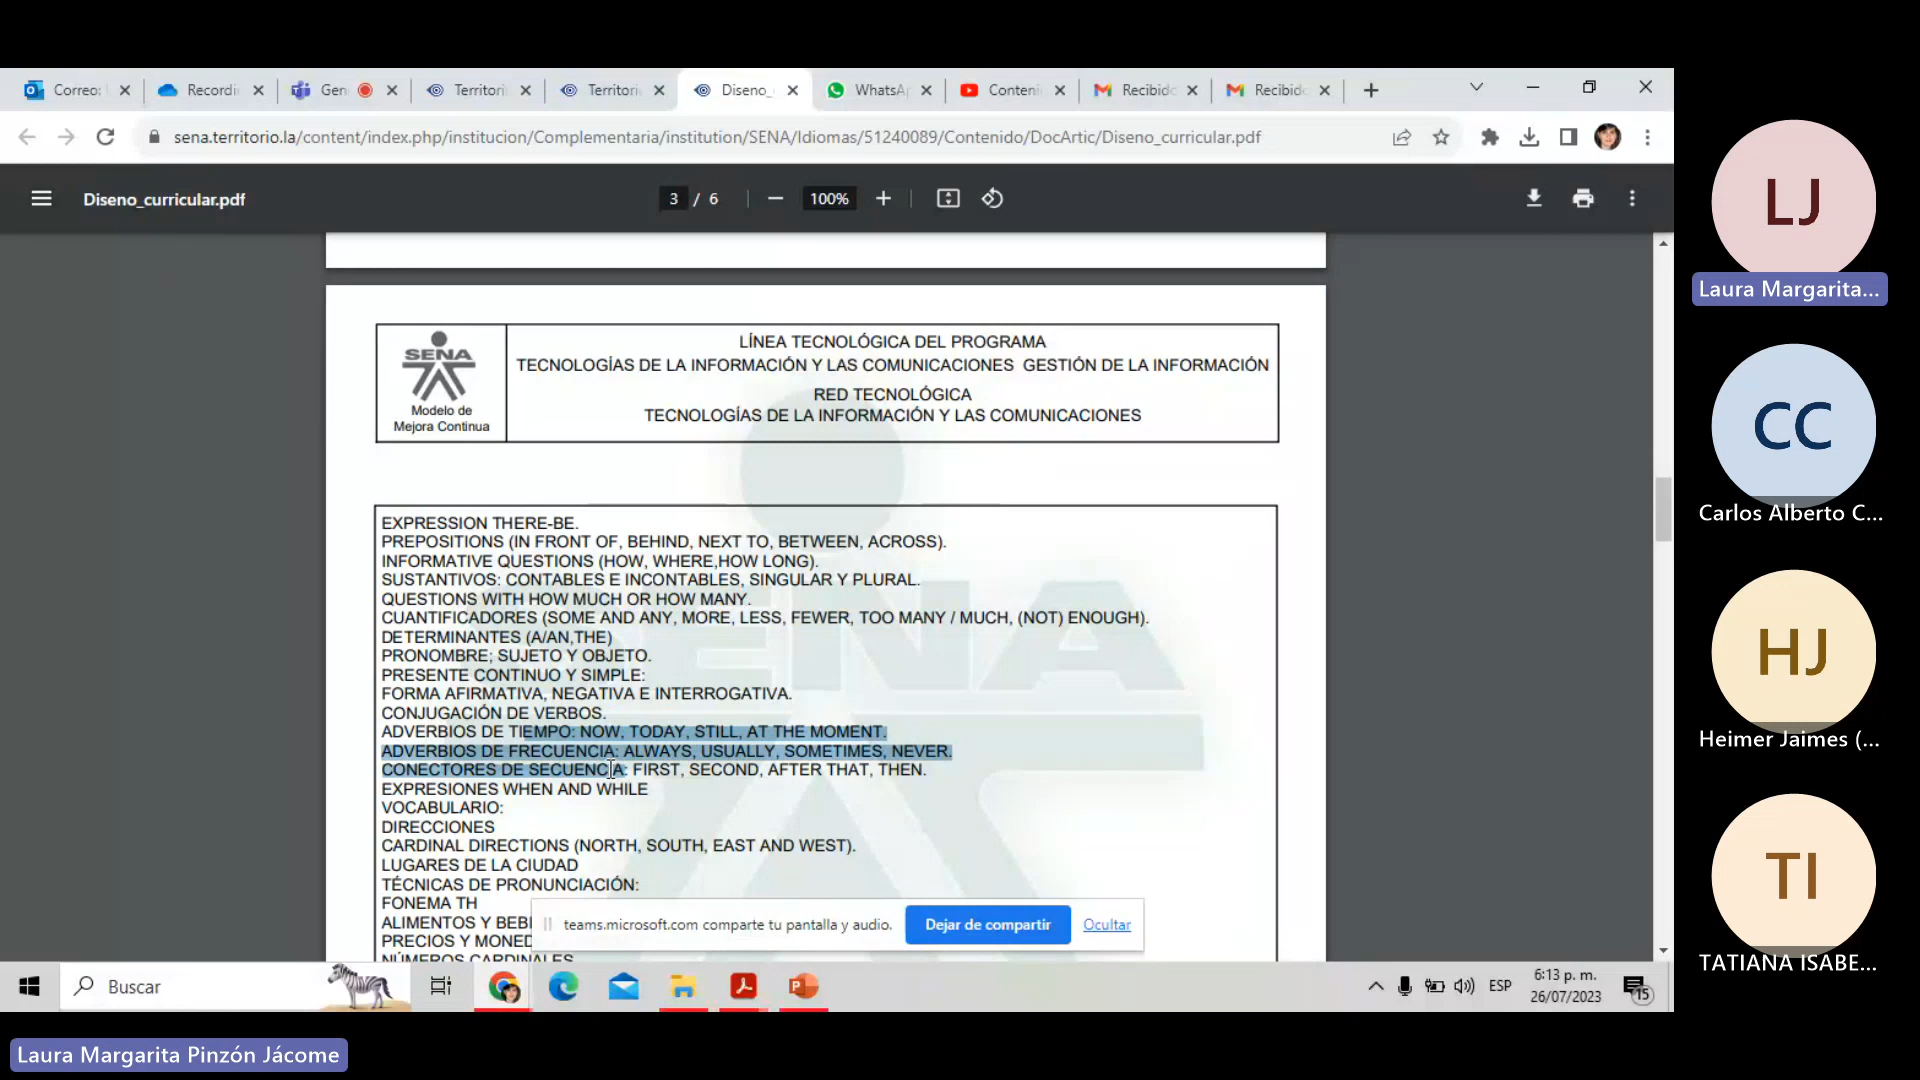 Correo:
Recordi
Gen
Territori
Territori
Diseno_
WhatsA
Conteni
Recibido
Recibido
sena.territorio.la/content/index.php/institucion/Complementaria/institution/SENA/Idiomas/51240089/Contenido/DocArtic/Diseno_curricular.pdf
Diseno_curricular.pdf
3 / 6
100%
SENA
Modelo de
Mejora Continua
LÍNEA TECNOLÓGICA DEL PROGRAMA
TECNOLOGÍAS DE LA INFORMACIÓN Y LAS COMUNICACIONES GESTIÓN DE LA INFORMACIÓN
RED TECNOLÓGICA
TECNOLOGÍAS DE LA INFORMACIÓN Y LAS COMUNICACIONES
EXPRESSION THERE-BE.
PREPOSITIONS (IN FRONT OF, BEHIND, NEXT TO, BETWEEN, ACROSS).
INFORMATIVE QUESTIONS (HOW, WHERE,HOW LONG).
SUSTANTIVOS: CONTABLES E INCONTABLES, SINGULAR Y PLURAL.
QUESTIONS WITH HOW MUCH OR HOW MANY.
CUANTIFICADORES (SOME AND ANY, MORE, LESS, FEWER, TOO MANY / MUCH, (NOT) ENOUGH).
DETERMINANTES (A/AN,THE)
PRONOMBRE; SUJETO Y OBJETO.
PRESENTE CONTINUO Y SIMPLE:
FORMA AFIRMATIVA, NEGATIVA E INTERROGATIVA.
CONJUGACIÓN DE VERBOS.
ADVERBIOS DE TIEMPO: NOW, TODAY, STILL, AT THE MOMENT.
ADVERBIOS DE FRECUENCIA: ALWAYS, USUALLY, SOMETIMES, NEVER.
CONECTORES DE SECUENCIA: FIRST, SECOND, AFTER THAT, THEN.
EXPRESIONES WHEN AND WHILE
VOCABULARIO:
DIRECCIONES
CARDINAL DIRECTIONS (NORTH, SOUTH, EAST AND WEST).
LUGARES DE LA CIUDAD
TÉCNICAS DE PRONUNCIACIÓN:
FONEMA TH
ALIMENTOS Y BEBI
PRECIOS Y MONED
NÚMEROS CARDINALES
SENA
teams.microsoft.com comparte tu pantalla y audio.
Dejar de compartir
Ocultar
Buscar
ESP
6:13 p. m.
26/07/2023
15
LJ
Laura Margarita...
CC
Carlos Alberto C...
HJ
Heimer Jaimes (...
TI
TATIANA ISABE...
Laura Margarita Pinzón Jácome